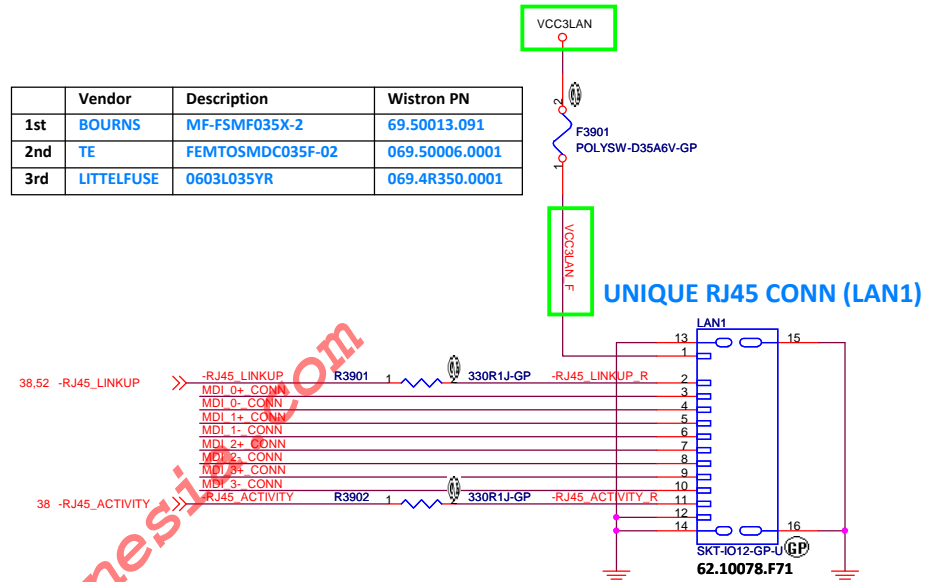 VCC3LAN
Vendor Description Wistron PN
1st BOURNS MF-FSMF035X-2 69.50013.091
2nd TE FEMTOSMDC035F-02 069.50006.0001
3rd LITTELFUSE 0603L035YR 069.4R350.0001
2
F3901
POLYSW-D35A6V-GP
1
VCC3LAN_F
UNIQUE RJ45 CONN (LAN1)
LAN1
13 15
1
38,52 -RJ45_LINKUP -RJ45_LINKUP R3901 1 2 330R1J-GP -RJ45_LINKUP_R 2
MDI_0+_CONN 3
MDI_0-_CONN 4
MDI_1+_CONN 5
MDI_1-_CONN 6
MDI_2+_CONN 7
MDI_2-_CONN 8
MDI_3+_CONN 9
MDI_3-_CONN 10
38 -RJ45_ACTIVITY -RJ45_ACTIVITY R3902 1 2 330R1J-GP -RJ45_ACTIVITY_R 11
12
14 16
SKT-IO12-GP-U GP
62.10078.F71
nesia.com